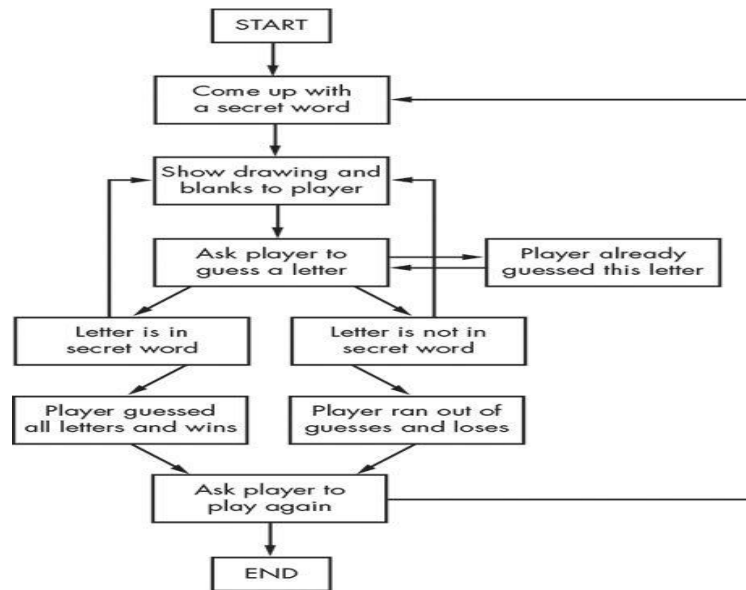 START
Come up with
a secret word
Show drawing and
blanks to player
Ask player to
guess a letter
Player already
guessed this letter
Letter is in
secret word
Letter is not in
secret word
Player guessed
all letters and wins
Player ran out of
guesses and loses
Ask player to
play again
END